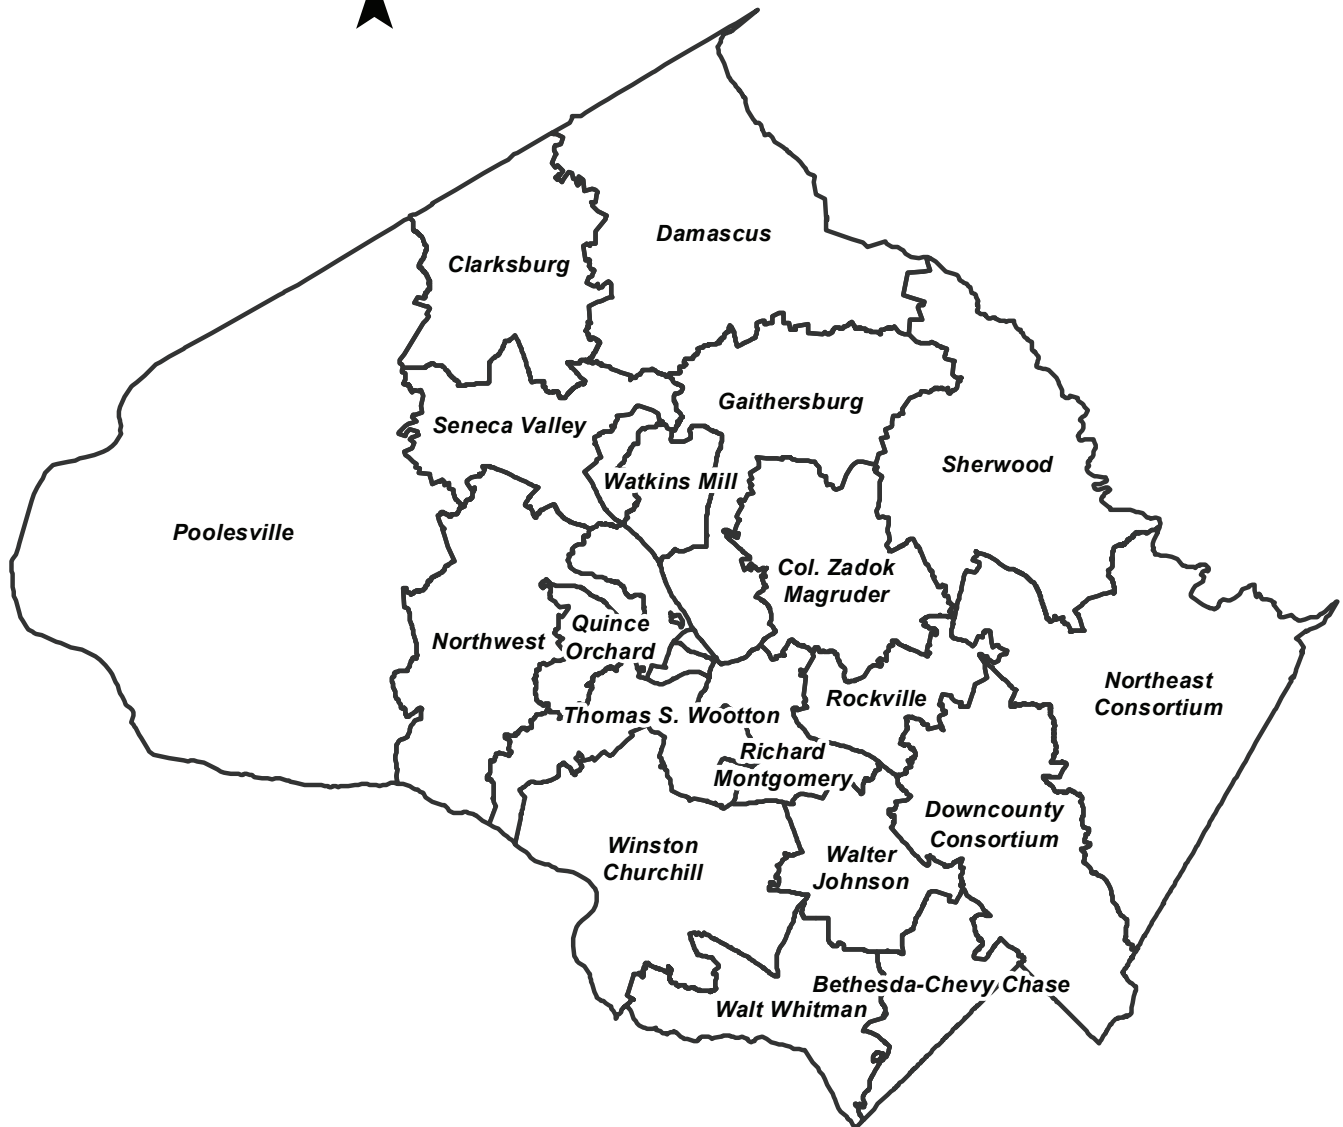 Damascus
Clarksburg
Gaithersburg
Seneca Valley
Sherwood
Watkins Mill
Poolesville
Col. Zadok
Magruder
Quince
Orchard
Northwest
Northeast
Consortium
Rockville
Thomas S. Wootton
Richard
Montgomery
Downcounty
Consortium
Winston
Churchill
Walter
Johnson
Bethesda-Chevy Chase
Walt Whitman